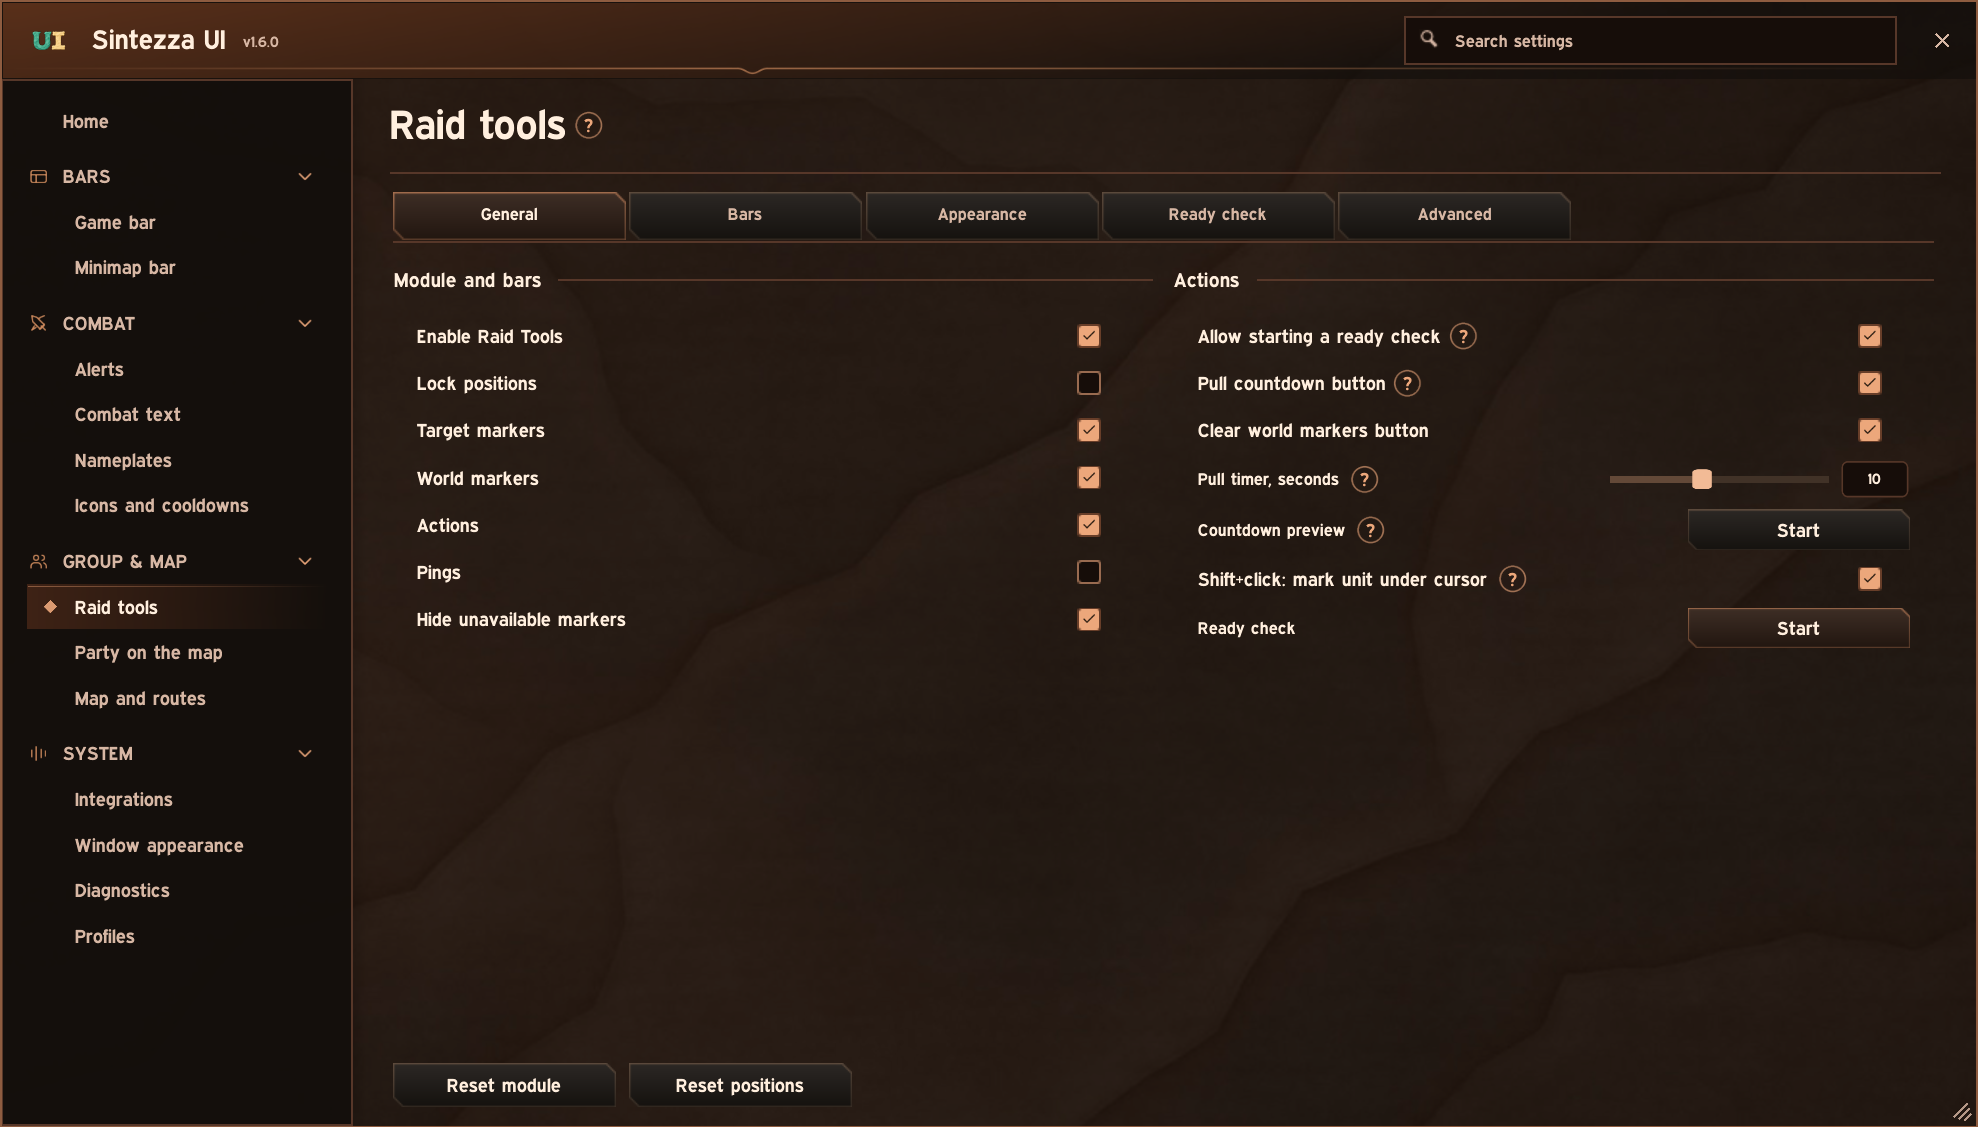 UI Sintezza UI v1.6.0
Search settings
Home
BARS
Game bar
Minimap bar
COMBAT
Alerts
Combat text
Nameplates
Icons and cooldowns
GROUP & MAP
Raid tools
Party on the map
Map and routes
SYSTEM
Integrations
Window appearance
Diagnostics
Profiles
Raid tools ?
General
Bars
Appearance
Ready check
Advanced
Module and bars
Enable Raid Tools
Lock positions
Target markers
World markers
Actions
Pings
Hide unavailable markers
Actions
Allow starting a ready check ?
Pull countdown button ?
Clear world markers button
Pull timer, seconds ? 10
Countdown preview ? Start
Shift+click: mark unit under cursor ?
Ready check Start
Reset module
Reset positions